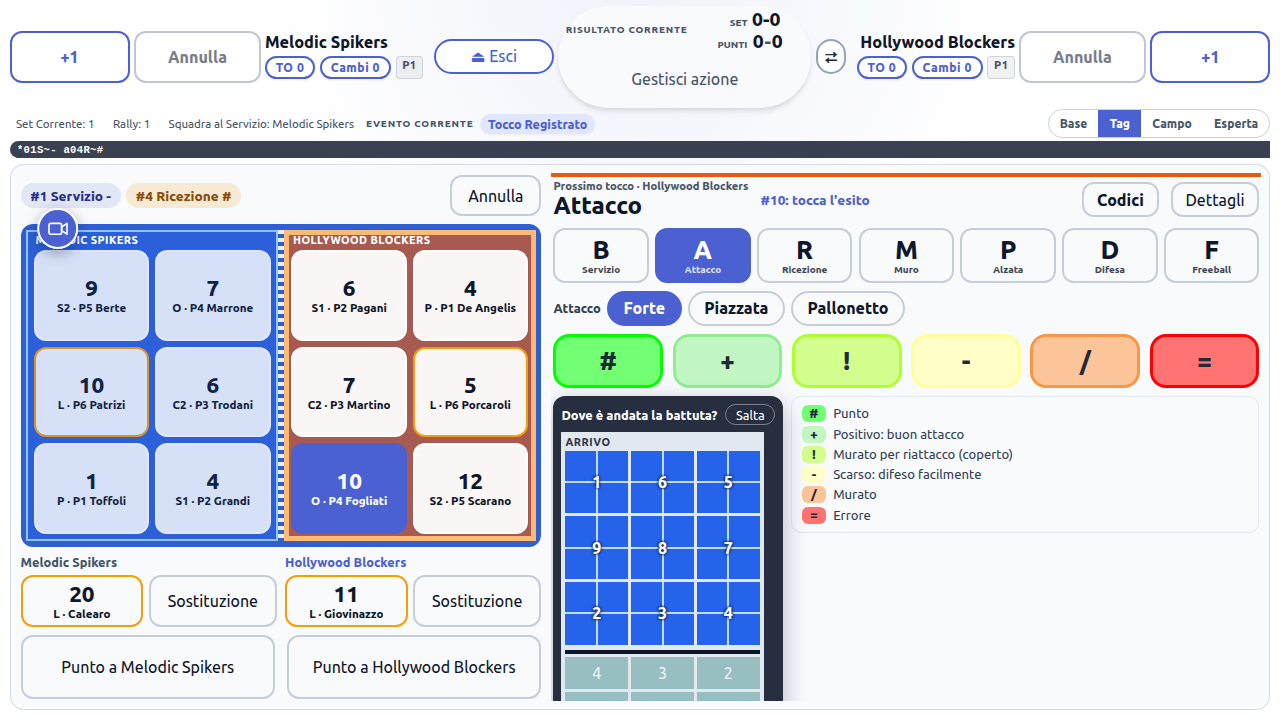 +1
Annulla
Melodic Spikers
TO 0
Cambi 0
P1
⏏ Esci
RISULTATO CORRENTE
SET 0-0
PUNTI 0-0
Gestisci azione
⇄
Hollywood Blockers
TO 0
Cambi 0
P1
Annulla
+1
Set Corrente: 1
Rally: 1
Squadra al Servizio: Melodic Spikers
EVENTO CORRENTE
Tocco Registrato
Base
Tag
Campo
Esperta
*01S~- a04R~#
#1 Servizio -
#4 Ricezione #
Annulla
HOLLYWOOD BLOCKERS
SPIKERS
9
S2 · P5 Berte
7
O · P4 Marrone
6
S1 · P2 Pagani
4
P · P1 De Angelis
10
L · P6 Patrizi
6
C2 · P3 Trodani
7
C2 · P3 Martino
5
L · P6 Porcaroli
1
P · P1 Toffoli
4
S1 · P2 Grandi
10
O · P4 Fogliati
12
S2 · P5 Scarano
Melodic Spikers
Hollywood Blockers
20
L · Calearo
Sostituzione
11
L · Giovinazzo
Sostituzione
Punto a Melodic Spikers
Punto a Hollywood Blockers
Prossimo tocco · Hollywood Blockers
Attacco
#10: tocca l'esito
Codici
Dettagli
B
Servizio
A
Attacco
R
Ricezione
M
Muro
P
Alzata
D
Difesa
F
Freeball
Attacco
Forte
Piazzata
Pallonetto
#
+
!
-
/
=
Dove è andata la battuta?
Salta
ARRIVO
1 6 5
9 8 7
2 3 4
4 3 2
# Punto
+ Positivo: buon attacco
! Murato per riattacco (coperto)
- Scarso: difeso facilmente
/ Murato
= Errore